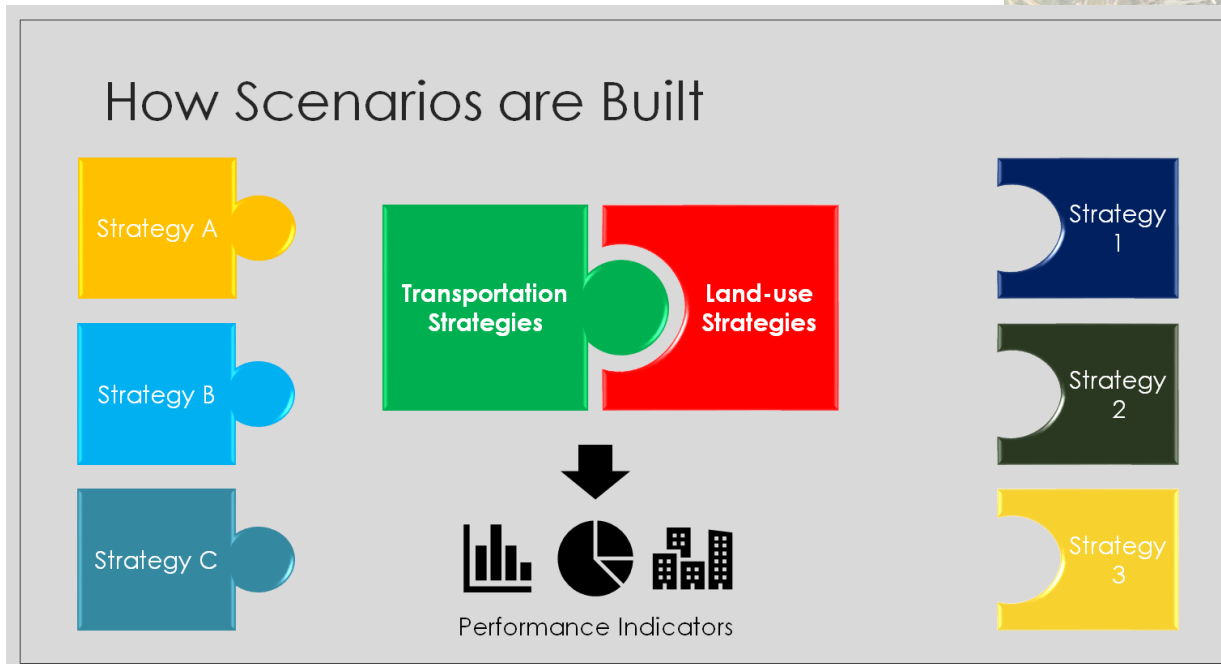 How Scenarios are Built
Strategy A
Strategy B
Strategy C
Transportation
Strategies
Land-use
Strategies
Performance Indicators
Strategy
1
Strategy
2
Strategy
3